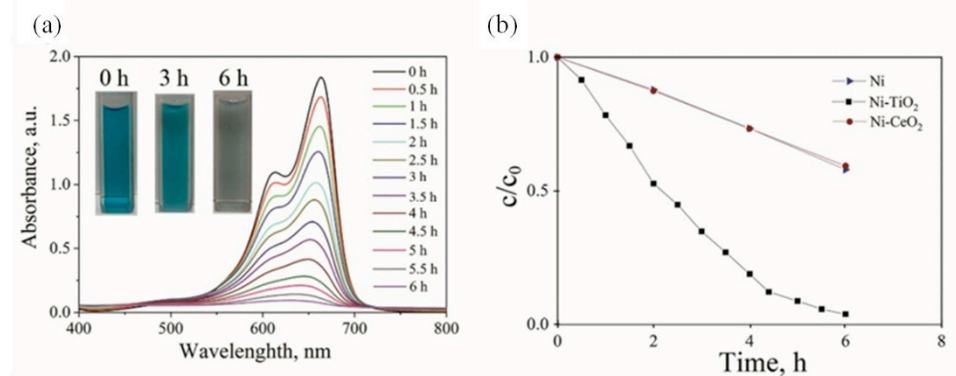 (a)
2.0
1.5
1.0
0.5
0.0
Absorbance, a.u.
0 h 3 h 6 h
0 h
0.5 h
1 h
1.5 h
2 h
2.5 h
3 h
3.5 h
4 h
4.5 h
5 h
5.5 h
6 h
400 500 600 700 800
Wavelenghth, nm
(b)
1.0
0.5
0.0
c/c₀
Ni
Ni-TiO₂
Ni-CeO₂
0 2 4 6 8
Time, h